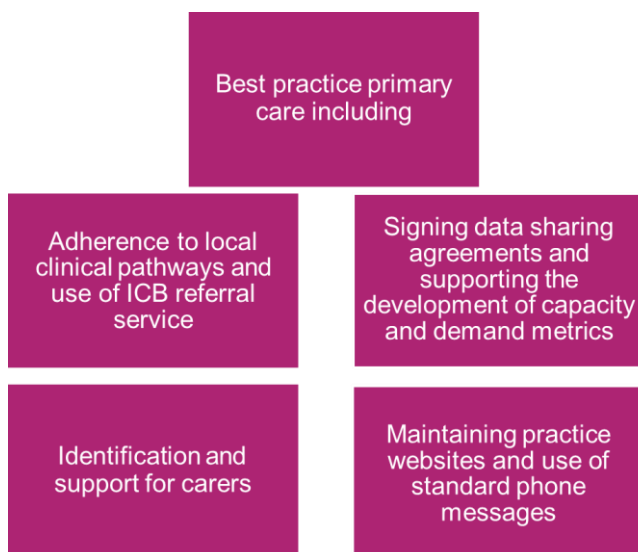 Best practice primary
care including
Adherence to local
clinical pathways and
use of ICB referral
service
Signing data sharing
agreements and
supporting the
development of capacity
and demand metrics
Identification and
support for carers
Maintaining practice
websites and use of
standard phone
messages